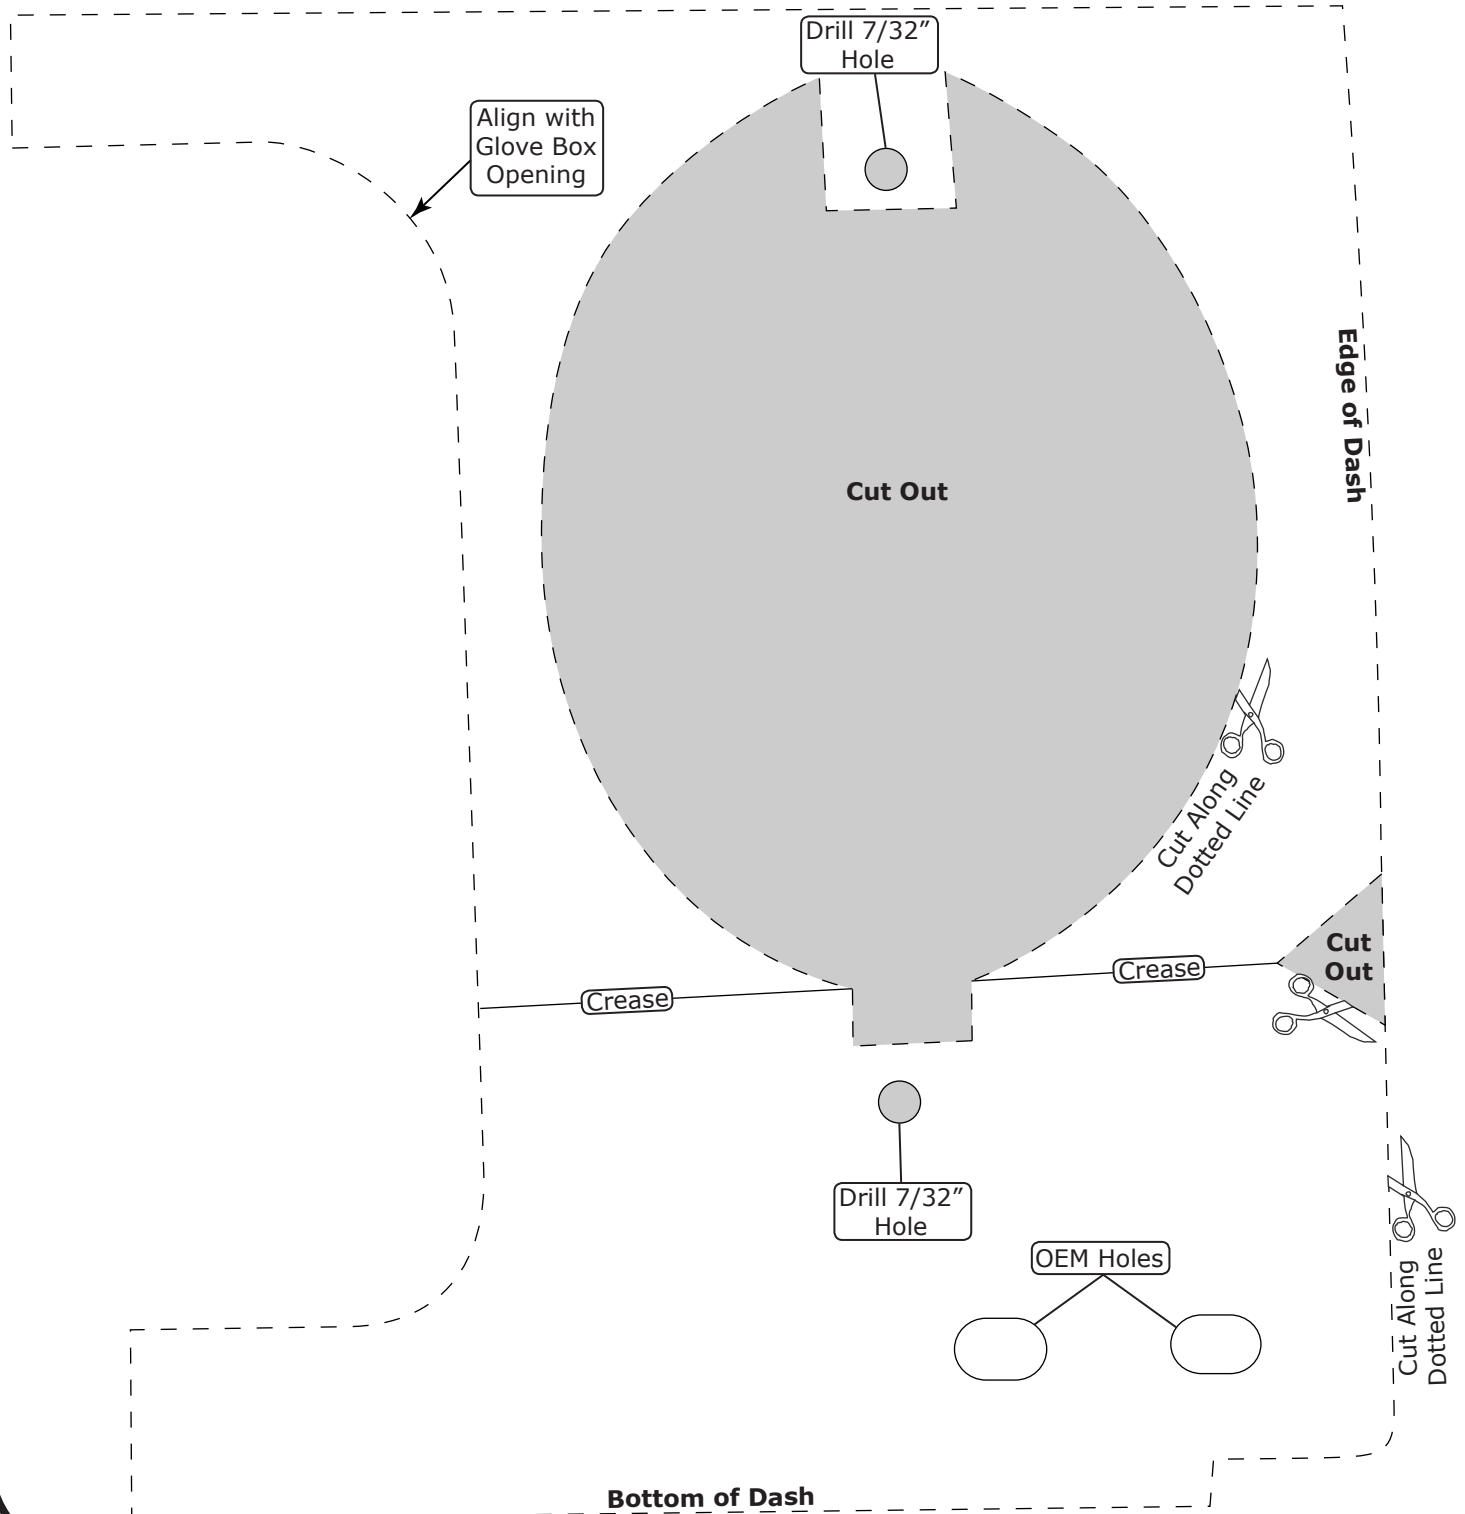 Drill 7/32″
Hole
Align with
Glove Box
Opening
Edge of Dash
Cut Out
Cut Along
Dotted Line
Cut
Out
Crease
Crease
Drill 7/32″
Hole
OEM Holes
Cut Along
Dotted Line
Bottom of Dash